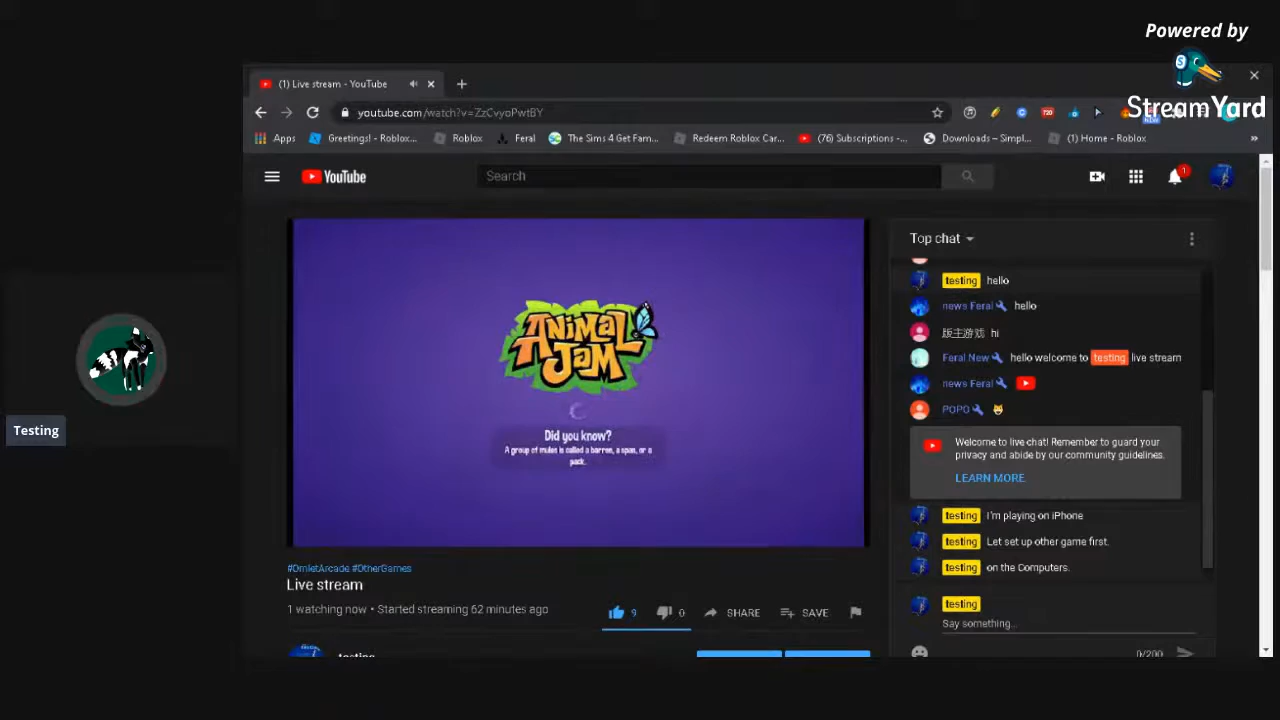 Powered by
StreamYard
(1) Live stream - YouTube
youtube.com/watch?v=ZzCvyoPwtBY
Apps
Greetings! - Roblox...
Roblox
Feral
The Sims 4 Get Fam...
Redeem Roblox Car...
(76) Subscriptions -...
Downloads – Simpl...
(1) Home - Roblox
»
YouTube
Search
1
ANIMAL
JAM
Did you know?
A group of mules is called a barren, a span, or a
pack.
Top chat
testing hello
news Feral hello
版主游戏 hi
Feral New hello welcome to testing live stream
news Feral
POPO
Welcome to live chat! Remember to guard your
privacy and abide by our community guidelines.
LEARN MORE
testing I'm playing on iPhone
testing Let set up other game first.
testing on the Computers.
testing
Say something...
0/200
Testing
#OmletArcade #OtherGames
Live stream
1 watching now • Started streaming 62 minutes ago
9
0
SHARE
SAVE
testing